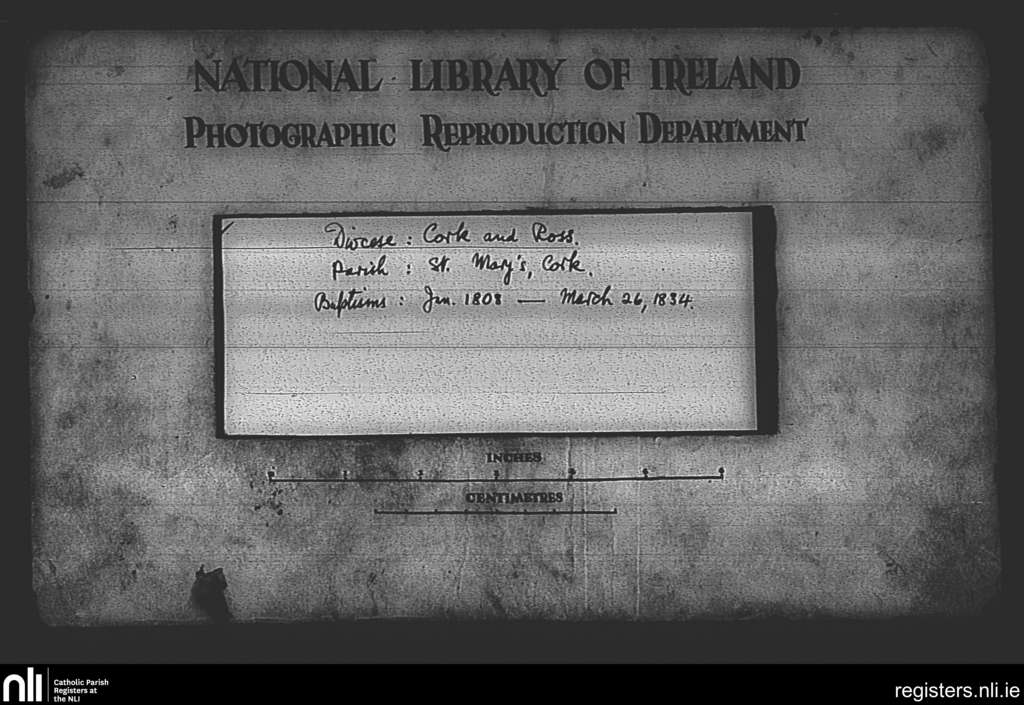 NATIONAL LIBRARY OF IRELAND
PHOTOGRAPHIC REPRODUCTION DEPARTMENT
Diocese : Cork and Ross.
Parish : St. Mary's, Cork.
Baptisms : Jan. 1808 — March 26, 1834.
INCHES
CENTIMETRES
nli
Catholic Parish
Registers at
the NLI
registers.nli.ie